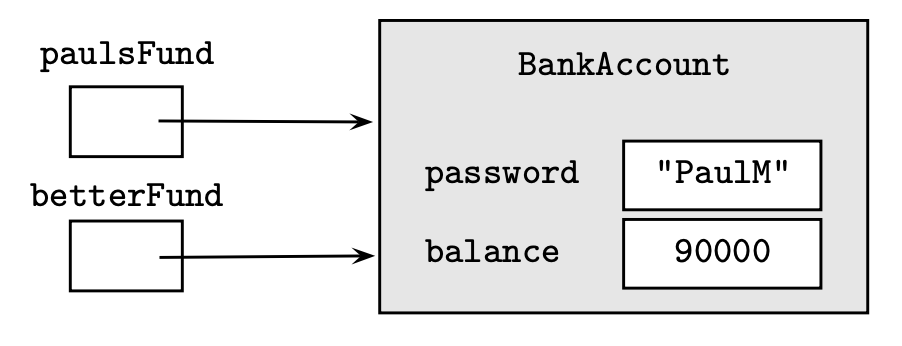 paulsFund
BankAccount
password "PaulM"
betterFund
balance 90000